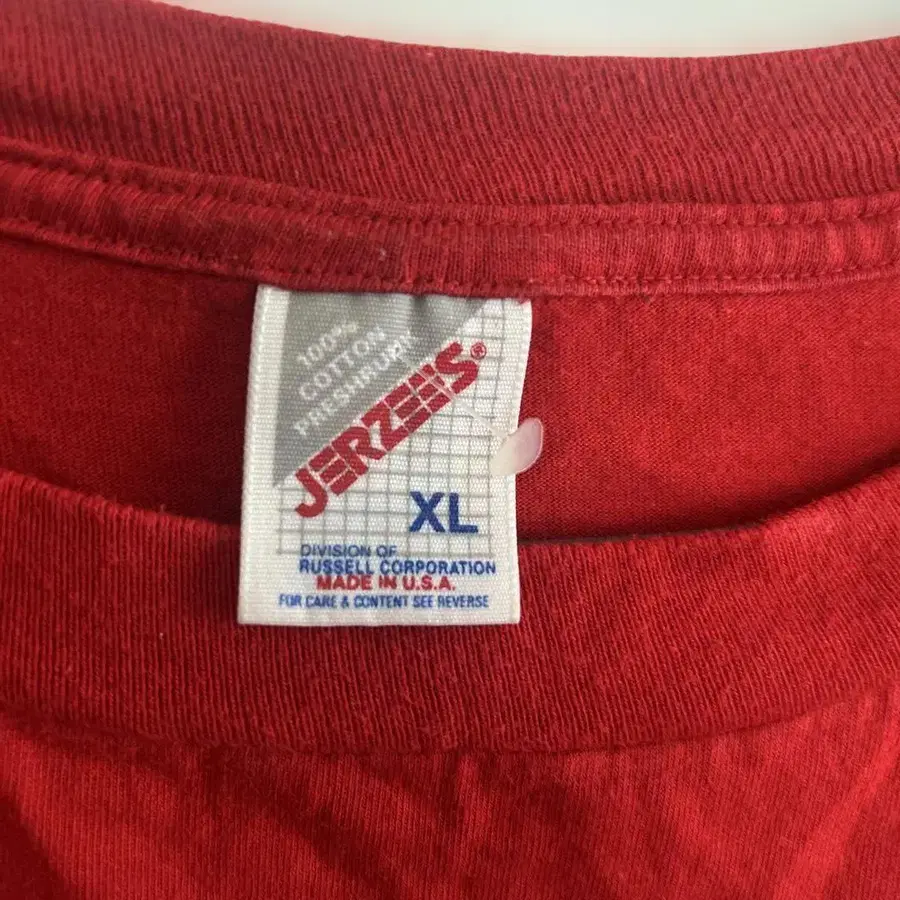 100%
COTTON
PRESHRUNK
JERZEES®
XL
DIVISION OF
RUSSELL CORPORATION
MADE IN U.S.A.
FOR CARE & CONTENT SEE REVERSE